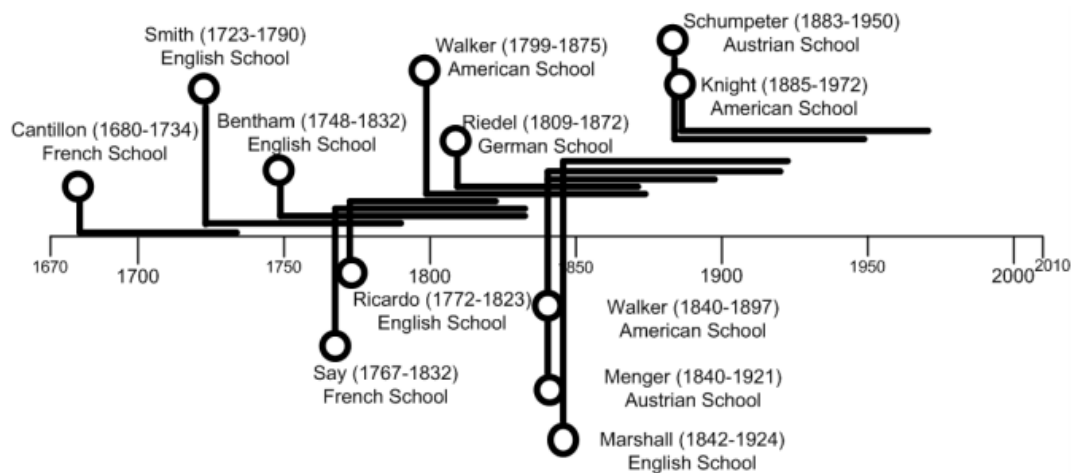 Smith (1723-1790)
English School
Walker (1799-1875)
American School
Schumpeter (1883-1950)
Austrian School
Knight (1885-1972)
American School
Cantillon (1680-1734)
French School
Bentham (1748-1832)
English School
Riedel (1809-1872)
German School
1670
1700
1750
1800
1850
1900
1950
2000
2010
Ricardo (1772-1823)
English School
Say (1767-1832)
French School
Walker (1840-1897)
American School
Menger (1840-1921)
Austrian School
Marshall (1842-1924)
English School